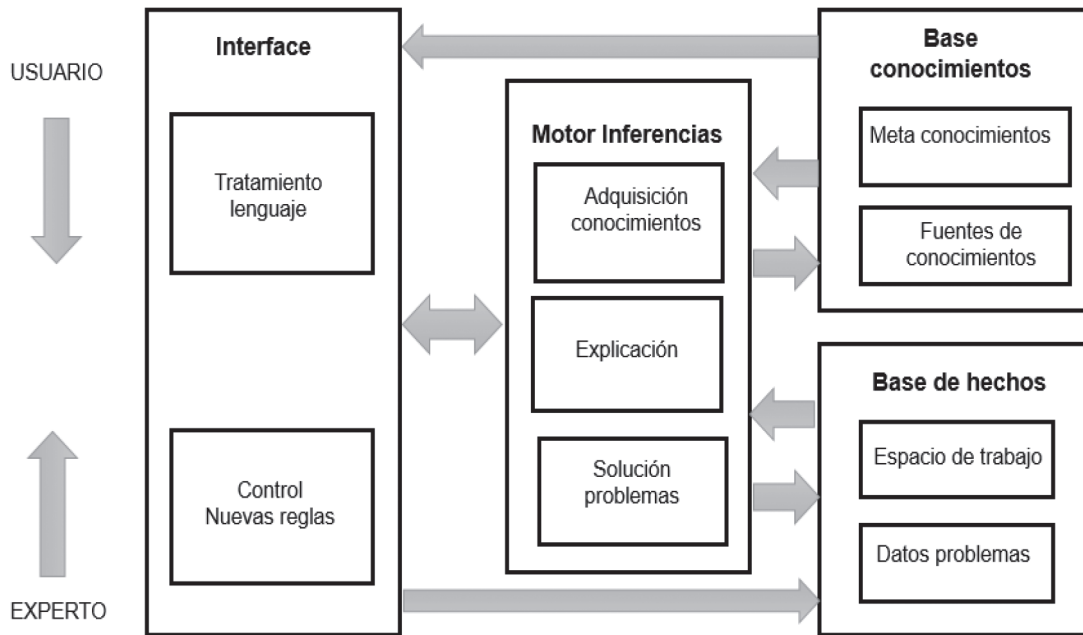 USUARIO
Interface
Tratamiento
lenguaje
Control
Nuevas reglas
EXPERTO
Motor Inferencias
Adquisición
conocimientos
Explicación
Solución
problemas
Base
conocimientos
Meta conocimientos
Fuentes de
conocimientos
Base de hechos
Espacio de trabajo
Datos problemas